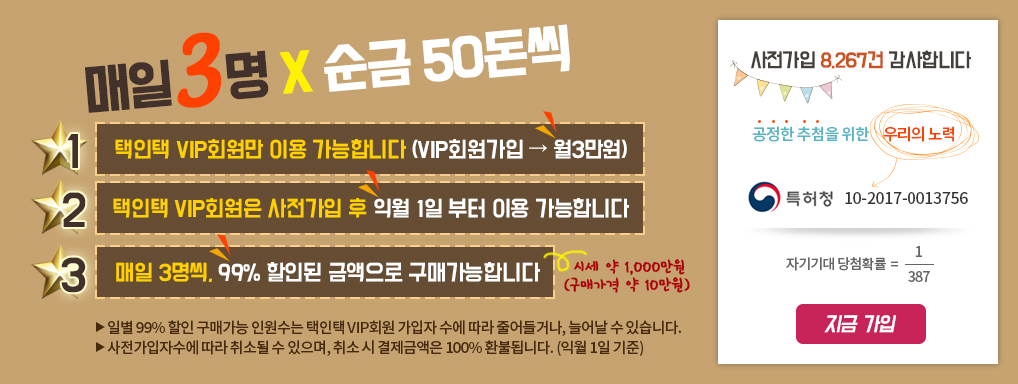 매일 3명 X 순금 50돈씩
1 택인택 VIP회원만 이용 가능합니다 (VIP회원가입 → 월3만원)
2 택인택 VIP회원은 사전가입 후 익월 1일 부터 이용 가능합니다
3 매일 3명씩. 99% 할인된 금액으로 구매가능합니다
시세 약 1,000만원
(구매가격 약 10만원)
▶ 일별 99% 할인 구매가능 인원수는 택인택 VIP회원 가입자 수에 따라 줄어들거나, 늘어날 수 있습니다.
▶ 사전가입자수에 따라 취소될 수 있으며, 취소 시 결제금액은 100% 환불됩니다. (익월 1일 기준)
사전가입 8,267건 감사합니다
공정한 추첨을 위한 우리의 노력
특허청 10-2017-0013756
자기기대 당첨확률 = 1/387
지금 가입